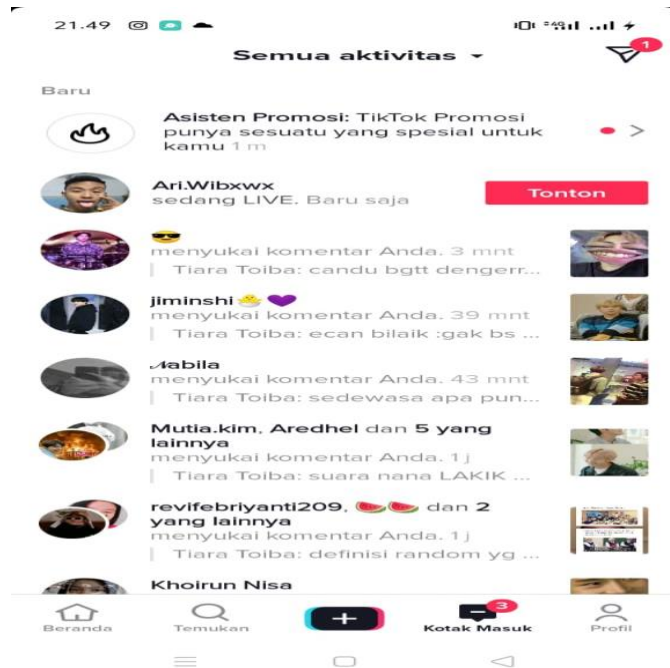 21.49
Semua aktivitas
1
Baru
Asisten Promosi: TikTok Promosi
punya sesuatu yang spesial untuk
kamu 1 m
Ari.Wibxwx
sedang LIVE. Baru saja
Tonton
😎
menyukai komentar Anda. 3 mnt
Tiara Toiba: candu bgtt dengerr...
jiminshi🐣💜
menyukai komentar Anda. 39 mnt
Tiara Toiba: ecan bilaik :gak bs ...
Nabila
menyukai komentar Anda. 43 mnt
Tiara Toiba: sedewasa apa pun...
Mutia.kim, Aredhel dan 5 yang
lainnya
menyukai komentar Anda. 1 j
Tiara Toiba: suara nana LAKIK ...
revifebriyanti209, 🍉🍉 dan 2
yang lainnya
menyukai komentar Anda. 1 j
Tiara Toiba: definisi random yg ...
Khoirun Nisa
3
Beranda
Temukan
Kotak Masuk
Profil